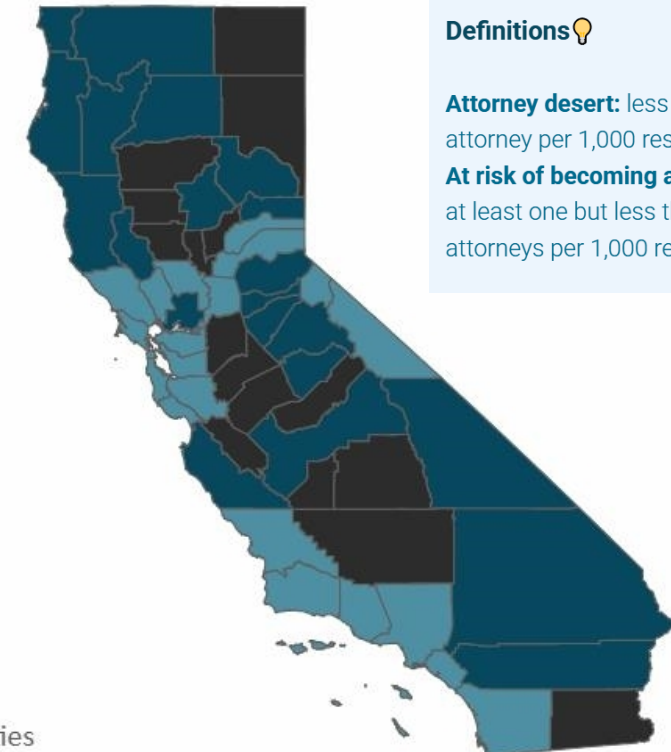 Definitions
Attorney desert: less
attorney per 1,000 res
At risk of becoming a
at least one but less t
attorneys per 1,000 re
ies